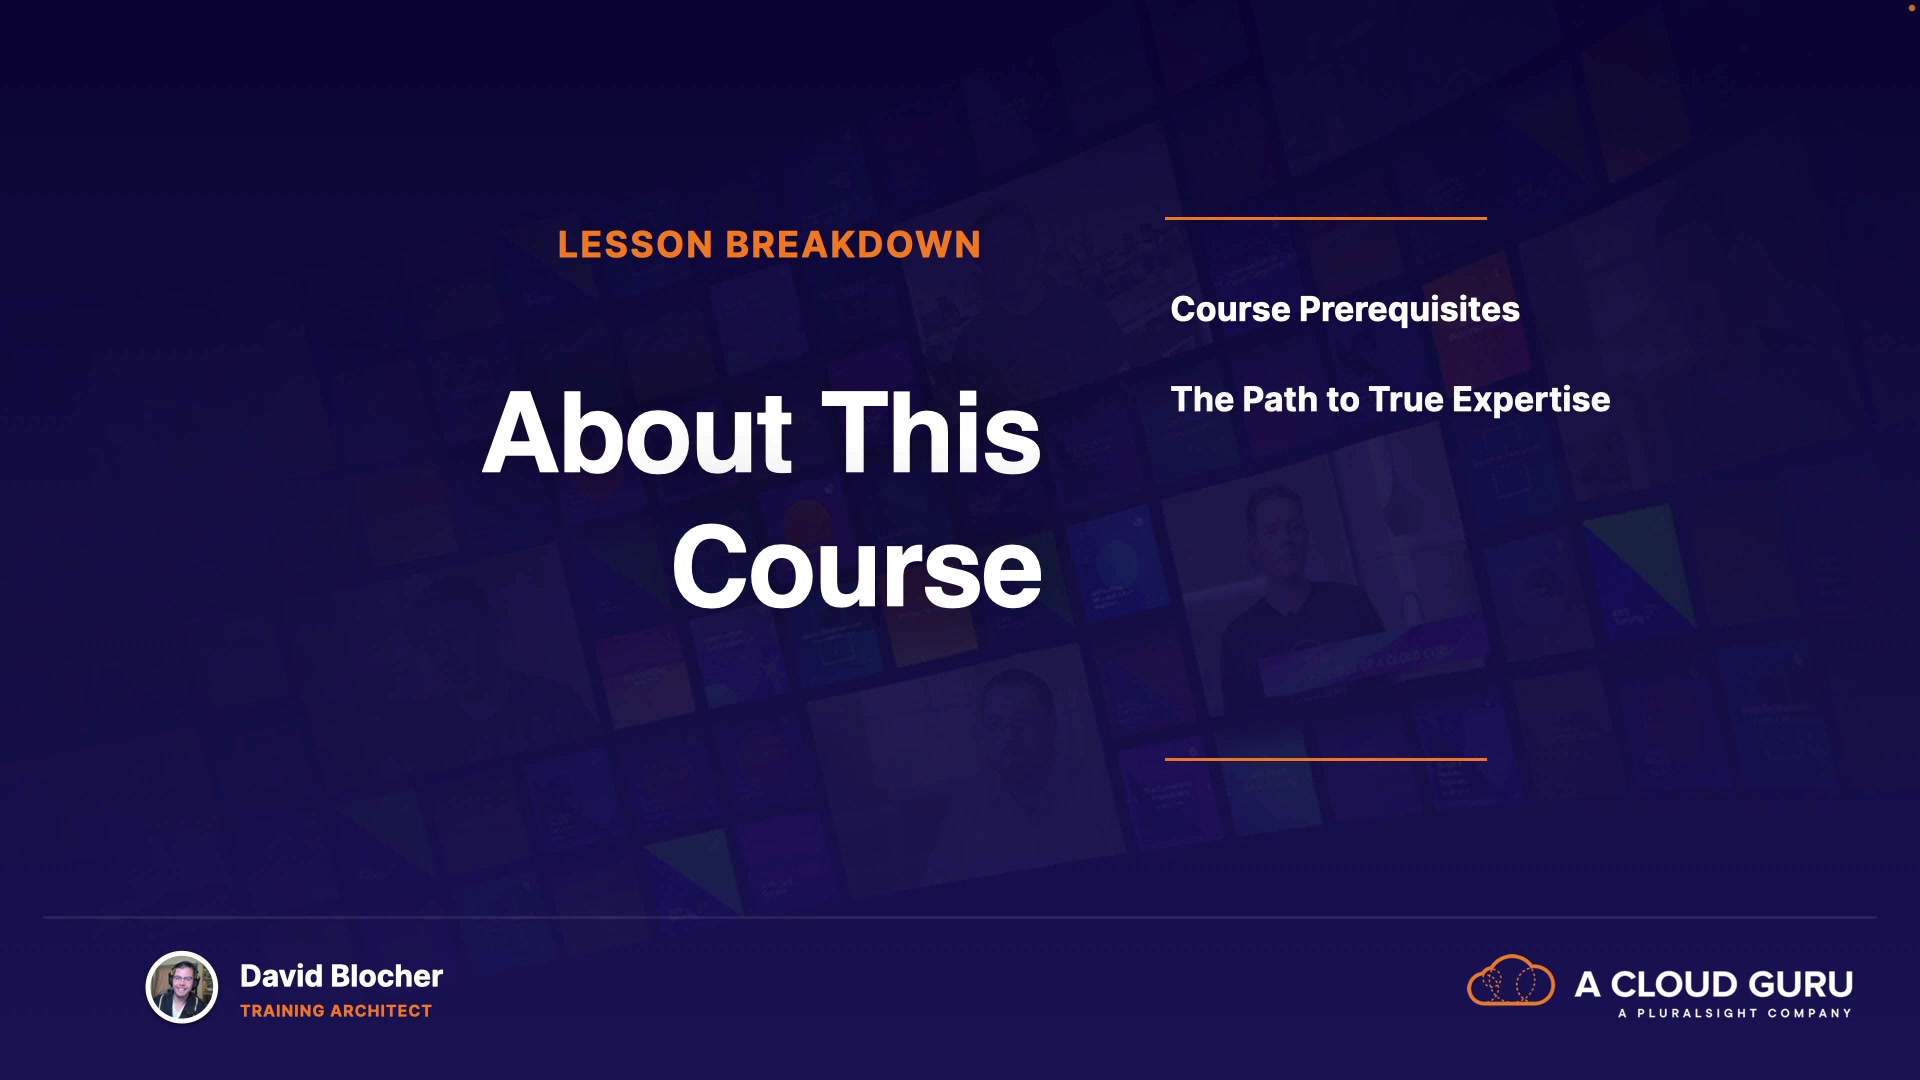 LESSON BREAKDOWN
About This
Course
Course Prerequisites
The Path to True Expertise
David Blocher
TRAINING ARCHITECT
A CLOUD GURU
A PLURALSIGHT COMPANY